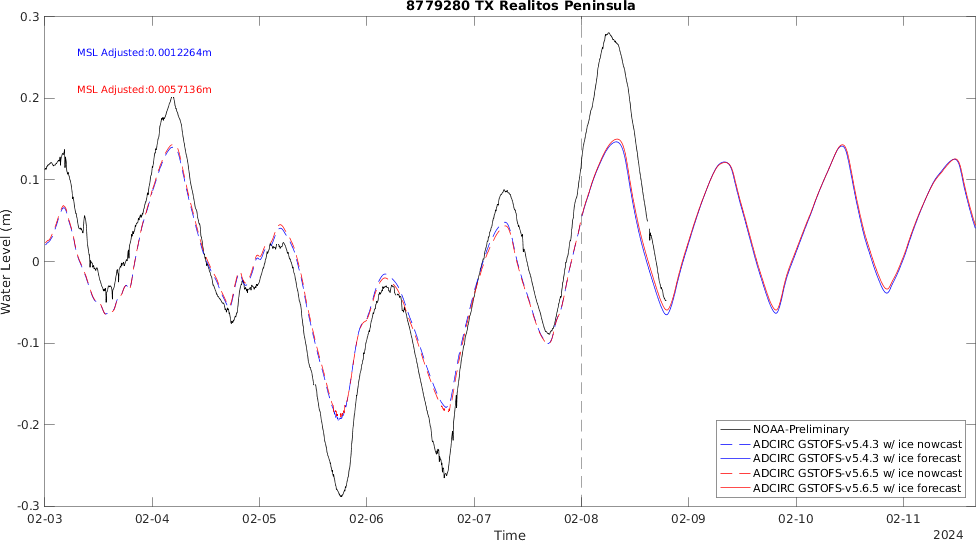 8779280 TX Realitos Peninsula
0.3
MSL Adjusted:0.0012264m
MSL Adjusted:0.0057136m
0.2
0.1
0
-0.1
-0.2
-0.3
Water Level (m)
NOAA-Preliminary
ADCIRC GSTOFS-v5.4.3 w/ ice nowcast
ADCIRC GSTOFS-v5.4.3 w/ ice forecast
ADCIRC GSTOFS-v5.6.5 w/ ice nowcast
ADCIRC GSTOFS-v5.6.5 w/ ice forecast
02-03 02-04 02-05 02-06 02-07 02-08 02-09 02-10 02-11
Time
2024